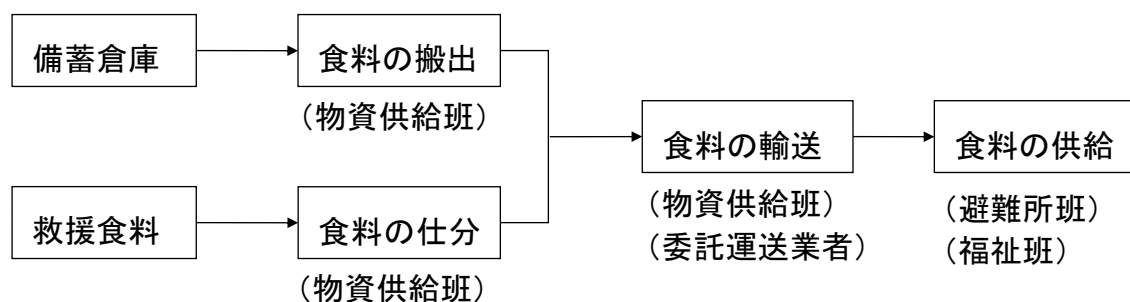 備蓄倉庫
食料の搬出
（物資供給班）
救援食料
食料の仕分
（物資供給班）
食料の輸送
（物資供給班）
（委託運送業者）
食料の供給
（避難所班）
（福祉班）